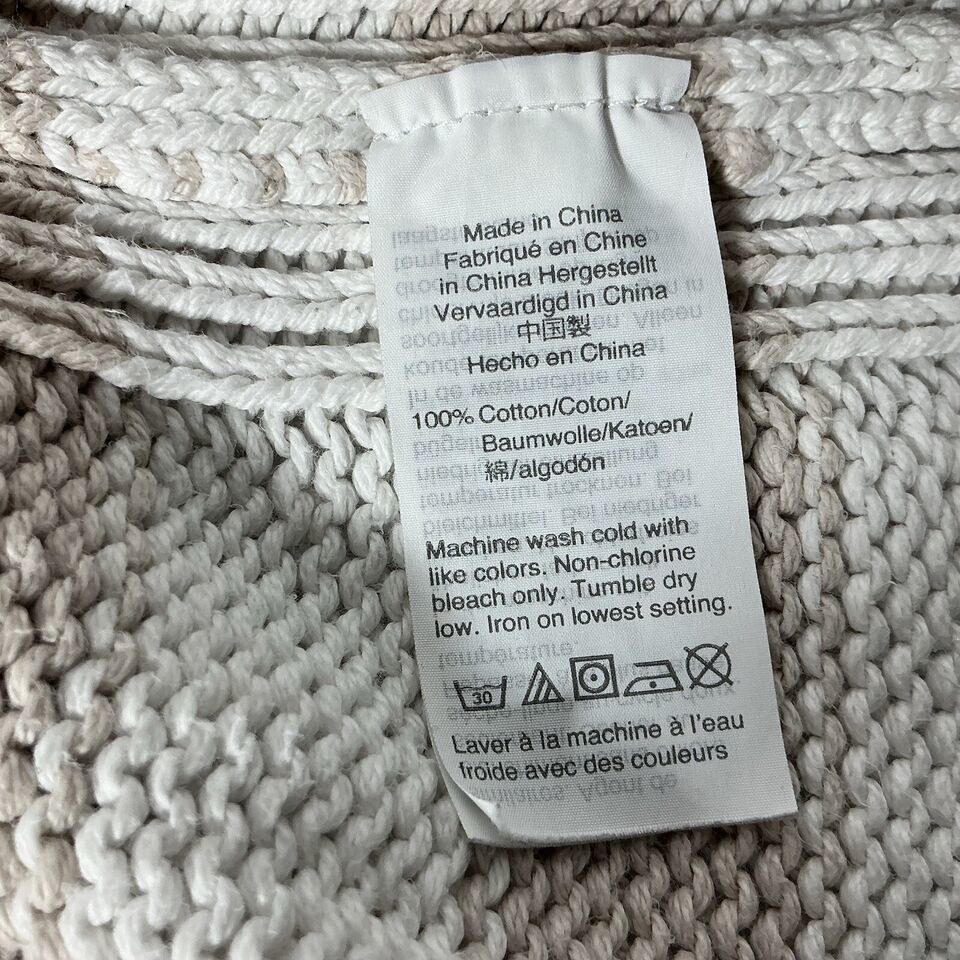 Made in China
Fabriqué en Chine
in China Hergestellt
Vervaardigd in China
中国製
Hecho en China
100% Cotton/Coton/
Baumwolle/Katoen/
綿/algodón
Machine wash cold with
like colors. Non-chlorine
bleach only. Tumble dry
low. Iron on lowest setting.
30
Laver à la machine à l'eau
froide avec des couleurs